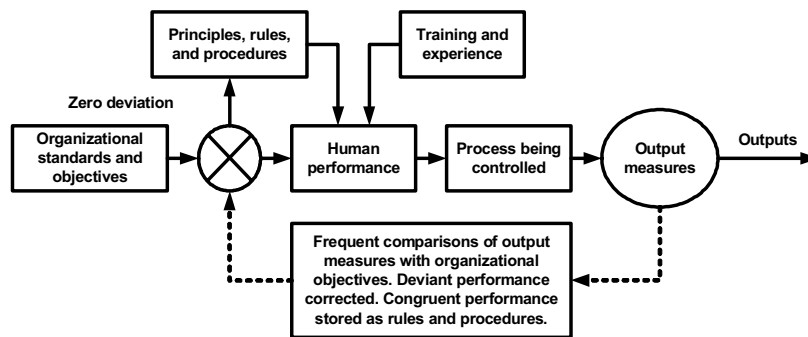 Principles, rules,
and procedures
Training and
experience
Zero deviation
Organizational
standards and
objectives
Human
performance
Process being
controlled
Output
measures
Outputs
Frequent comparisons of output
measures with organizational
objectives. Deviant performance
corrected. Congruent performance
stored as rules and procedures.